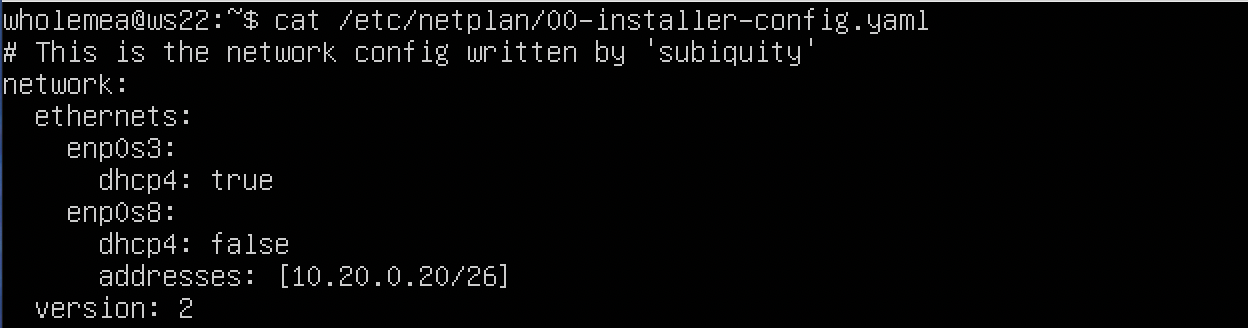 wholemea@ws22:~$ cat /etc/netplan/00-installer-config.yaml
# This is the network config written by 'subiquity'
network:
  ethernets:
    enp0s3:
      dhcp4: true
    enp0s8:
      dhcp4: false
      addresses: [10.20.0.20/26]
  version: 2